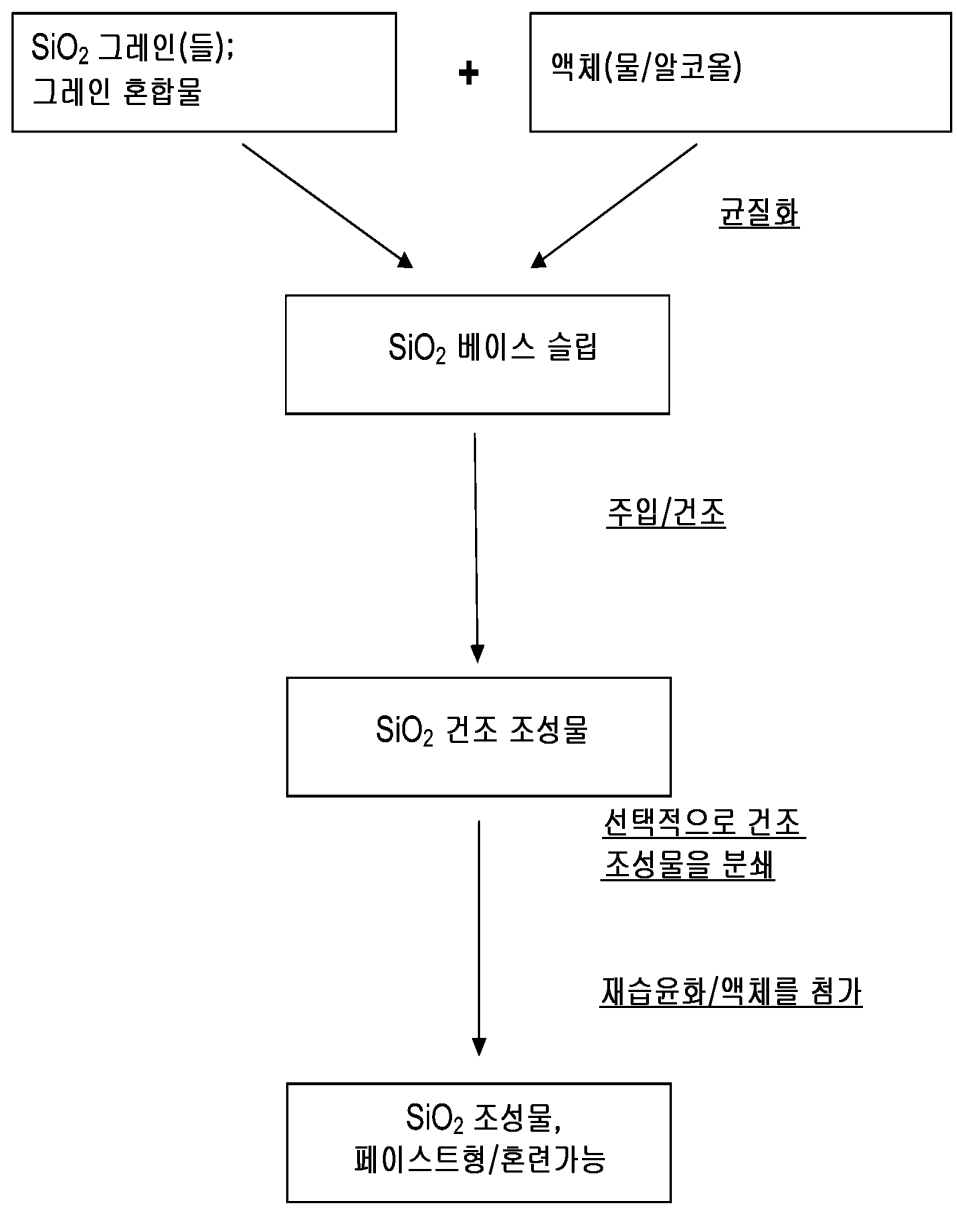 SiO₂ 그레인(들);
그레인 혼합물
+
액체(물/알코올)
균질화
SiO₂ 베이스 슬립
주입/건조
SiO₂ 건조 조성물
선택적으로 건조
조성물을 분쇄
재습윤화/액체를 첨가
SiO₂ 조성물,
페이스트형/혼련가능